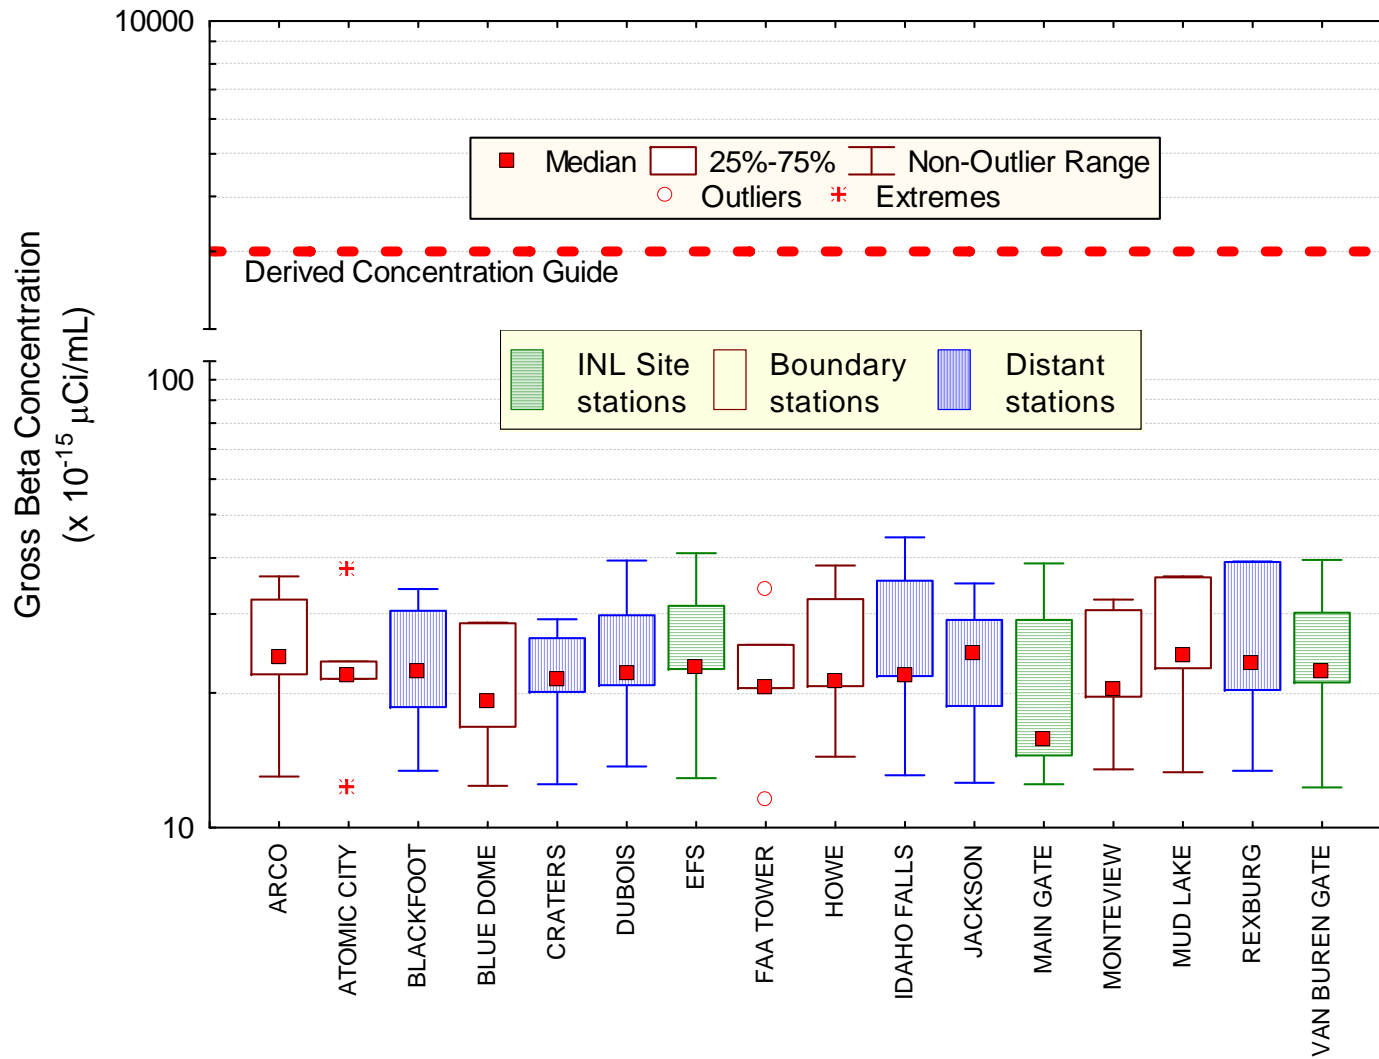 10000
Median 25%-75% Non-Outlier Range
Outliers Extremes
Derived Concentration Guide
Gross Beta Concentration
(x 10⁻¹⁵ μCi/mL)
INL Site
stations
Boundary
stations
Distant
stations
100
10
ARCO
ATOMIC CITY
BLACKFOOT
BLUE DOME
CRATERS
DUBOIS
EFS
FAA TOWER
HOWE
IDAHO FALLS
JACKSON
MAIN GATE
MONTEVIEW
MUD LAKE
REXBURG
VAN BUREN GATE